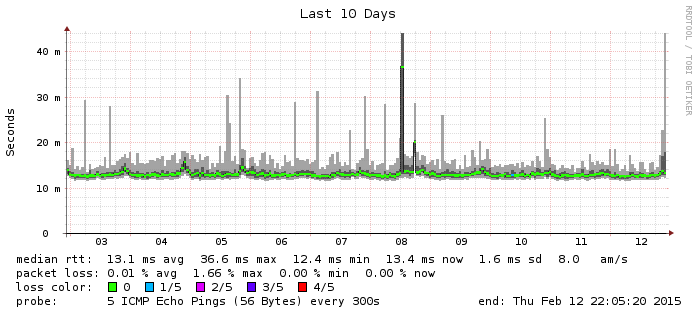 Last 10 Days
RRDTOOL / TOBI OETIKER
Seconds
40 m
30 m
20 m
10 m
0
03 04 05 06 07 08 09 10 11 12
median rtt: 13.1 ms avg 36.6 ms max 12.4 ms min 13.4 ms now 1.6 ms sd 8.0 am/s
packet loss: 0.01 % avg 1.66 % max 0.00 % min 0.00 % now
loss color: 0 1/5 2/5 3/5 4/5
probe: 5 ICMP Echo Pings (56 Bytes) every 300s end: Thu Feb 12 22:05:20 2015